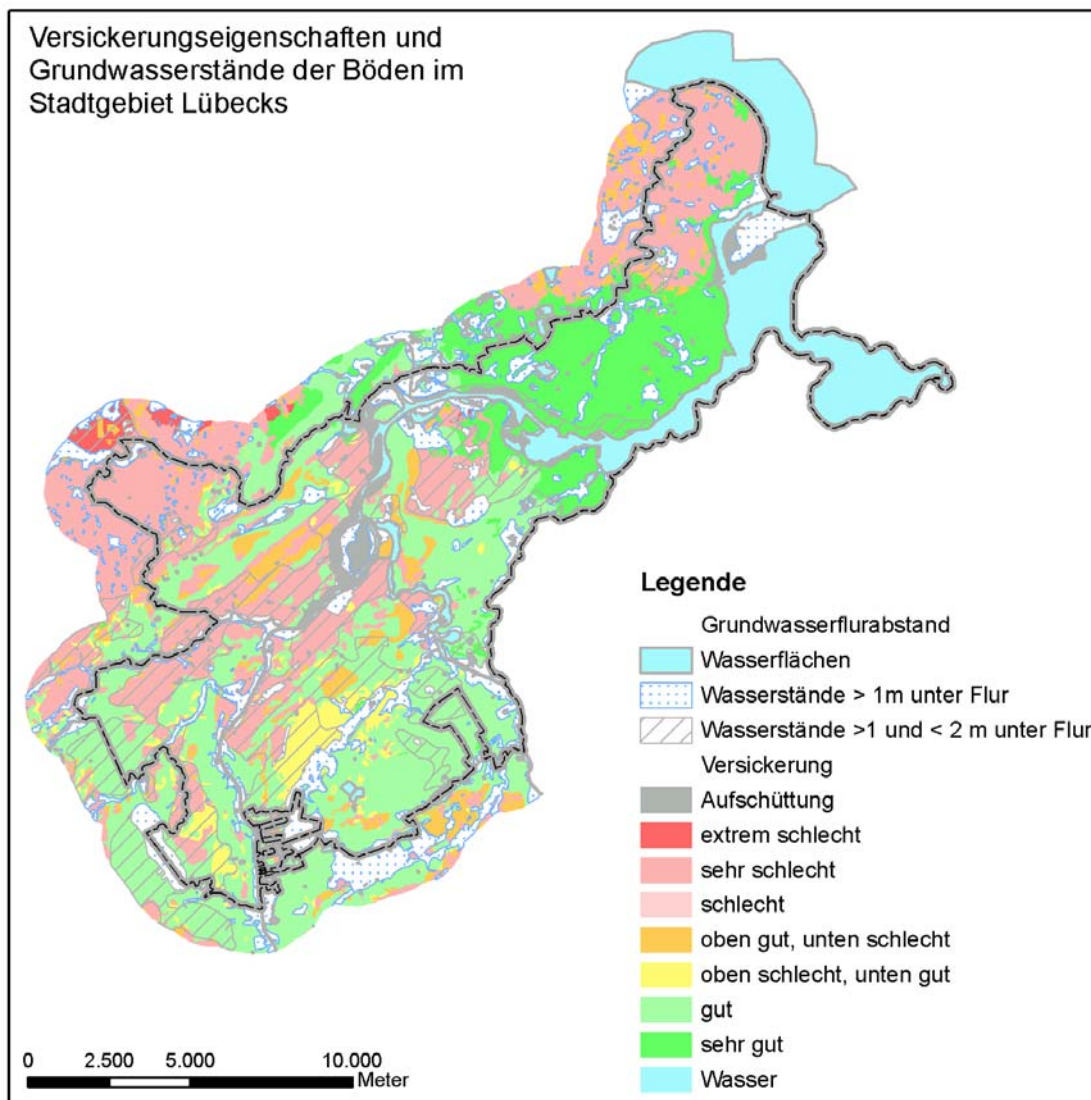 Versickerungseigenschaften und
Grundwasserstände der Böden im
Stadtgebiet Lübecks
Legende
Grundwasserflurabstand
Wasserflächen
Wasserstände > 1m unter Flur
Wasserstände >1 und < 2 m unter Flur
Versickerung
Aufschüttung
extrem schlecht
sehr schlecht
schlecht
oben gut, unten schlecht
oben schlecht, unten gut
gut
sehr gut
Wasser
0 2.500 5.000 10.000
Meter